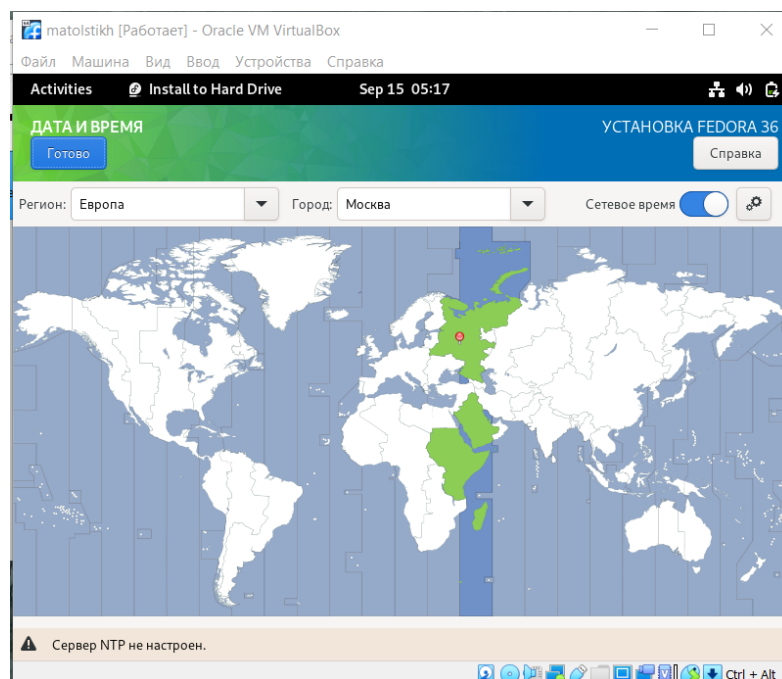 matolstikh [Работает] - Oracle VM VirtualBox
Файл Машина Вид Ввод Устройства Справка
Activities Install to Hard Drive Sep 15 05:17
ДАТА И ВРЕМЯ УСТАНОВКА FEDORA 36
Готово Справка
Регион: Европа Город: Москва Сетевое время
Сервер NTP не настроен.
Ctrl + Alt